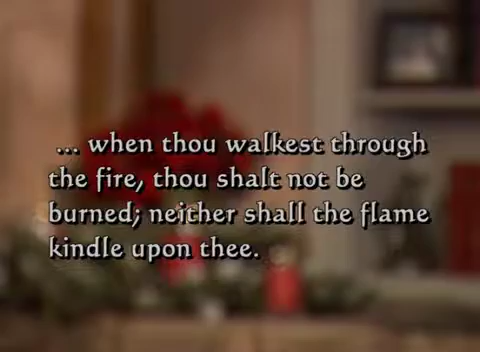 ... when thou walkest through
the fire, thou shalt not be
burned; neither shall the flame
kindle upon thee.